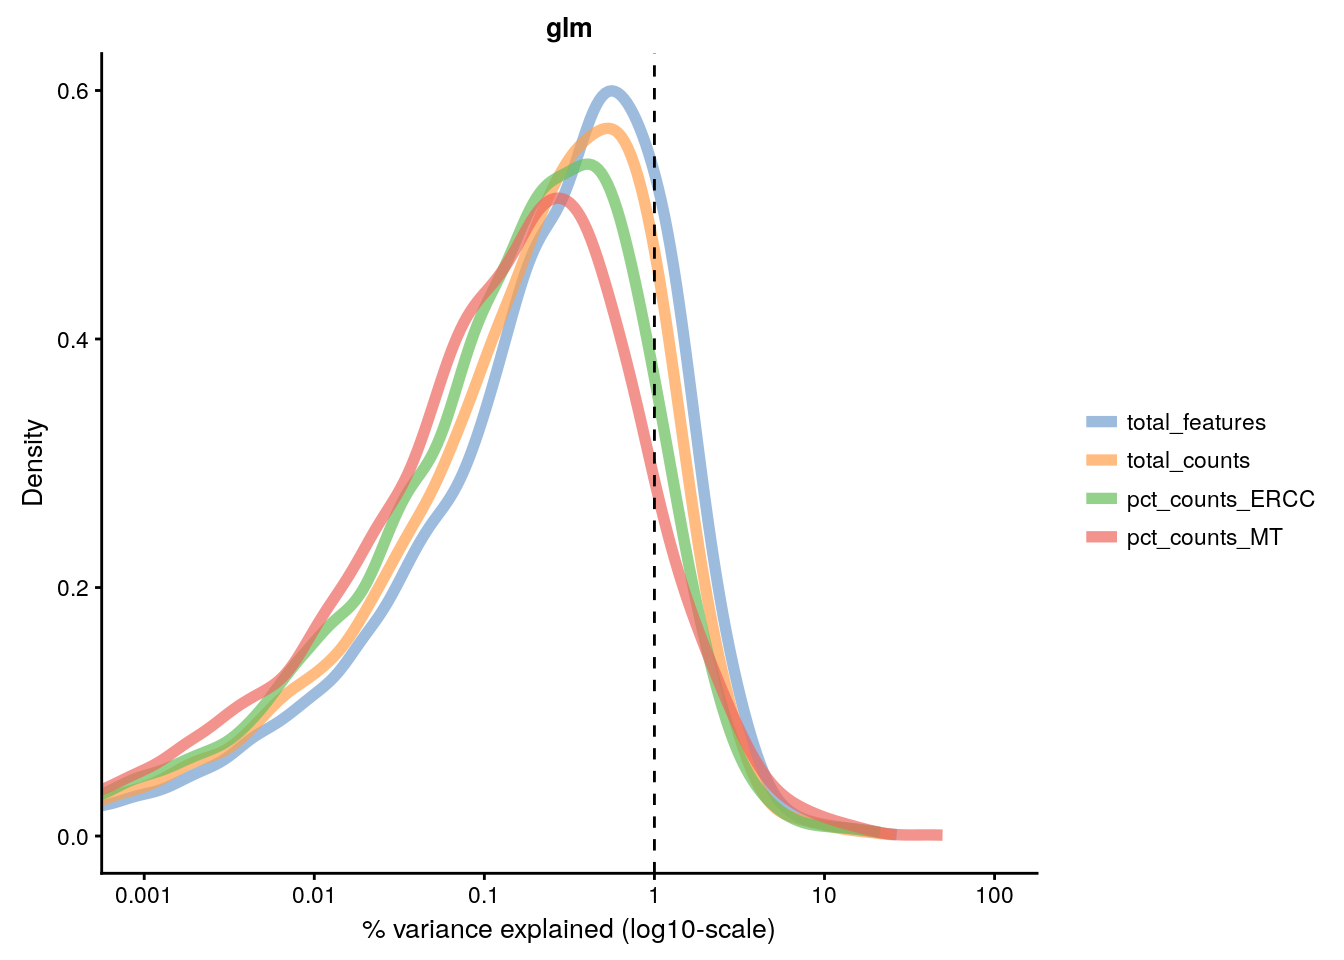 glm
0.6
0.4
0.2
0.0
Density
0.001 0.01 0.1 1 10 100
% variance explained (log10-scale)
total_features
total_counts
pct_counts_ERCC
pct_counts_MT